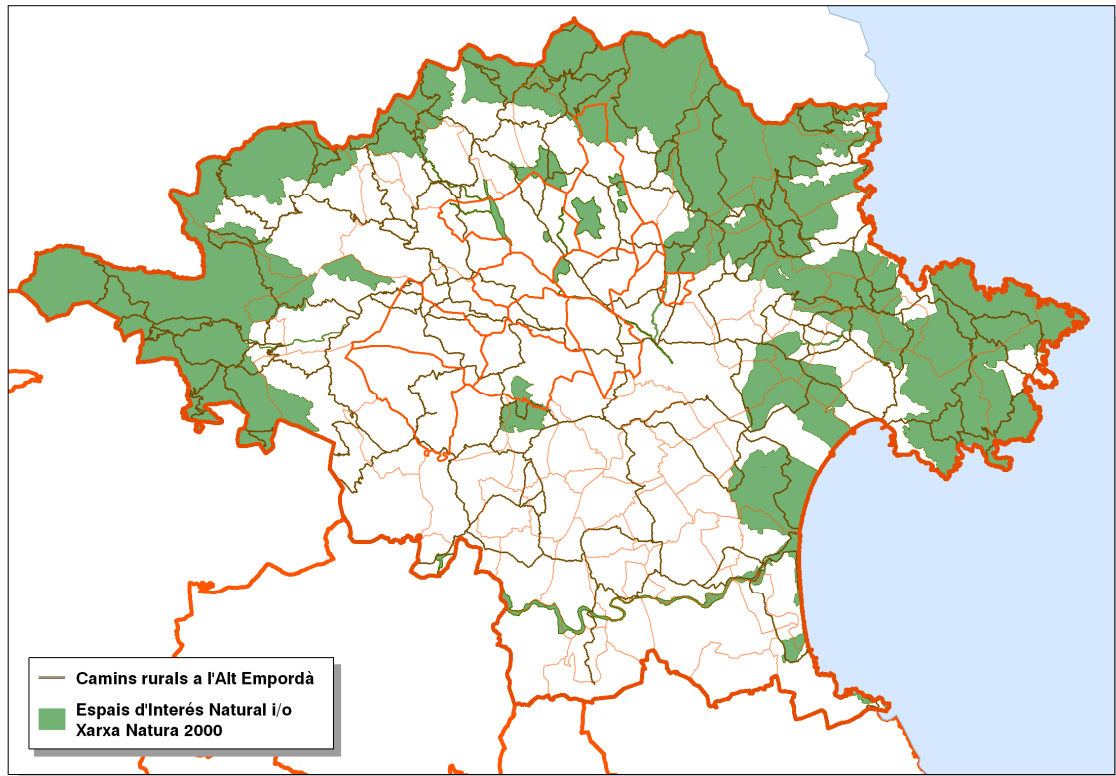 Camins rurals a l'Alt Empordà
Espais d'Interés Natural i/o
Xarxa Natura 2000